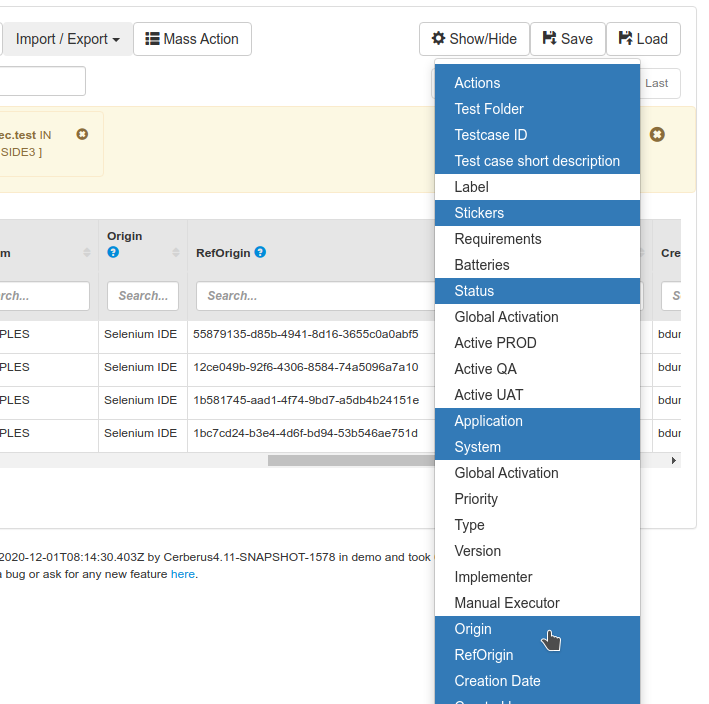 Import / Export
Mass Action
Show/Hide
Save
Load
Last
ec.test IN
SIDE3 ]
m
Origin
RefOrigin
Cre
rch...
Search...
Search...
S
PLES
Selenium IDE
55879135-d85b-4941-8d16-3655c0a0abf5
bdur
PLES
Selenium IDE
12ce049b-92f6-4306-8584-74a5096a7a10
bdur
PLES
Selenium IDE
1b581745-aad1-4f74-9bd7-a5db4b24151e
bdur
PLES
Selenium IDE
1bc7cd24-b3e4-4d6f-bd94-53b546ae751d
bdur
2020-12-01T08:14:30.403Z by Cerberus4.11-SNAPSHOT-1578 in demo and took
a bug or ask for any new feature here.
Actions
Test Folder
Testcase ID
Test case short description
Label
Stickers
Requirements
Batteries
Status
Global Activation
Active PROD
Active QA
Active UAT
Application
System
Global Activation
Priority
Type
Version
Implementer
Manual Executor
Origin
RefOrigin
Creation Date